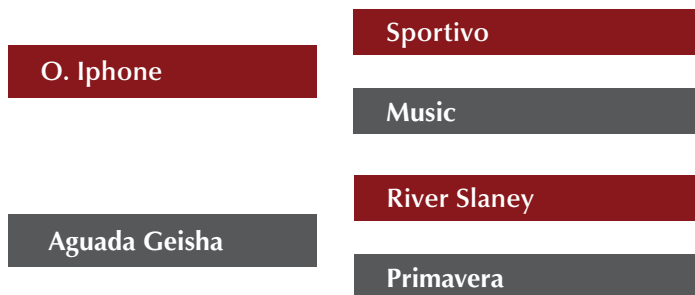 O. Iphone
Aguada Geisha
Sportivo
Music
River Slaney
Primavera